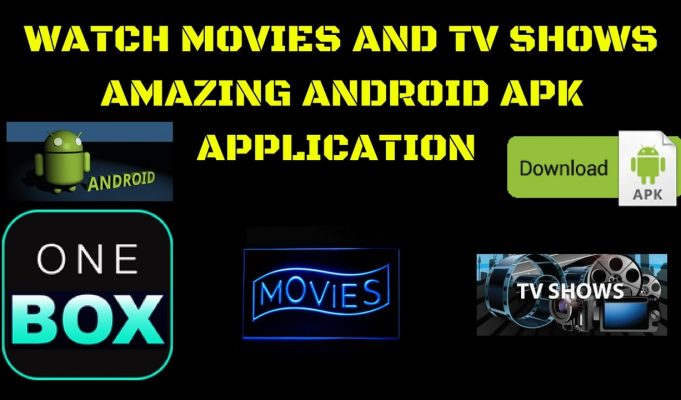 WATCH MOVIES AND TV SHOWS
AMAZING ANDROID APK
APPLICATION
ANDROID
Download
APK
ONE
BOX
MOVIES
TV SHOWS